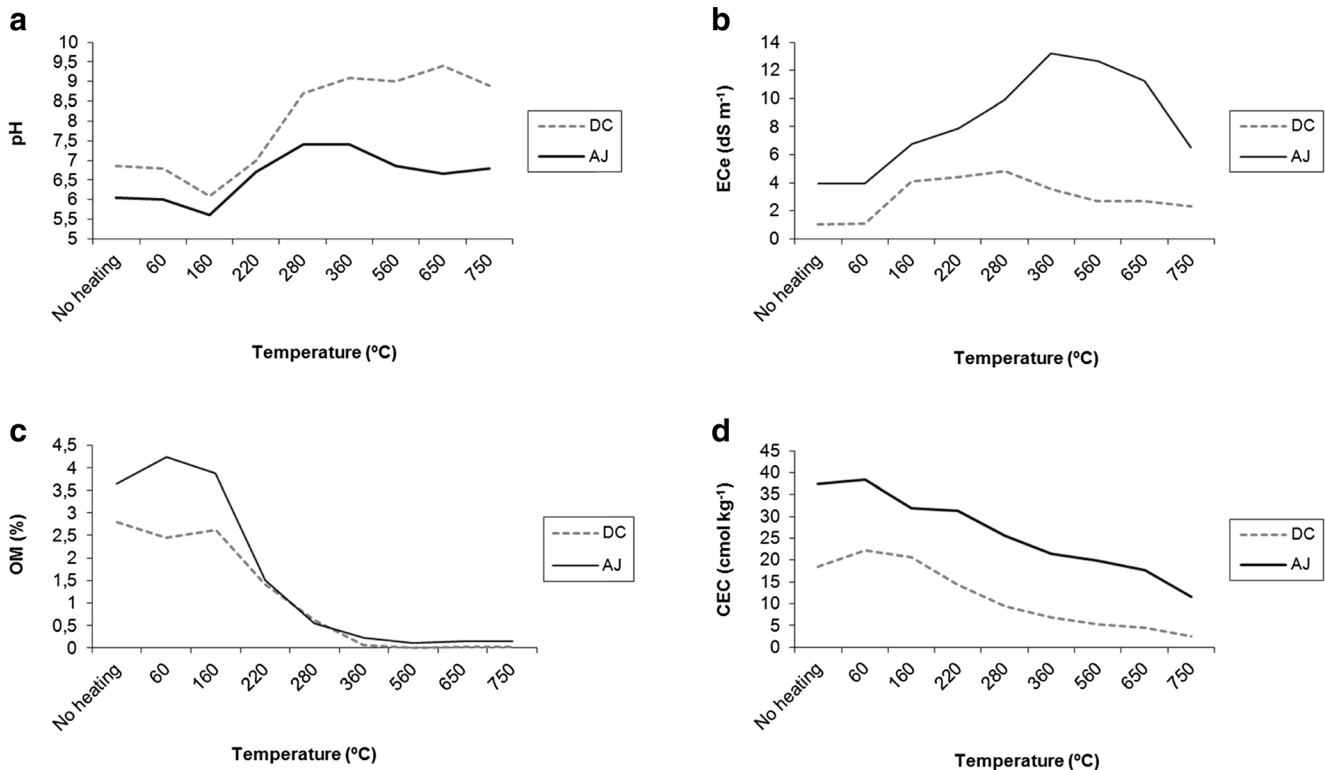 a
pH
10
9,5
9
8,5
8
7,5
7
6,5
6
5,5
5
No heating
60
160
220
280
360
560
650
750
Temperature (ºC)
DC
AJ
b
ECe (dS m⁻¹)
14
12
10
8
6
4
2
0
No heating
60
160
220
280
360
560
650
750
Temperature (ºC)
DC
AJ
c
OM (%)
4,5
4
3,5
3
2,5
2
1,5
1
0,5
0
No heating
60
160
220
280
360
560
650
750
Temperature (ºC)
DC
AJ
d
CEC (cmol kg⁻¹)
45
40
35
30
25
20
15
10
5
0
No heating
60
160
220
280
360
560
650
750
Temperature (ºC)
DC
AJ